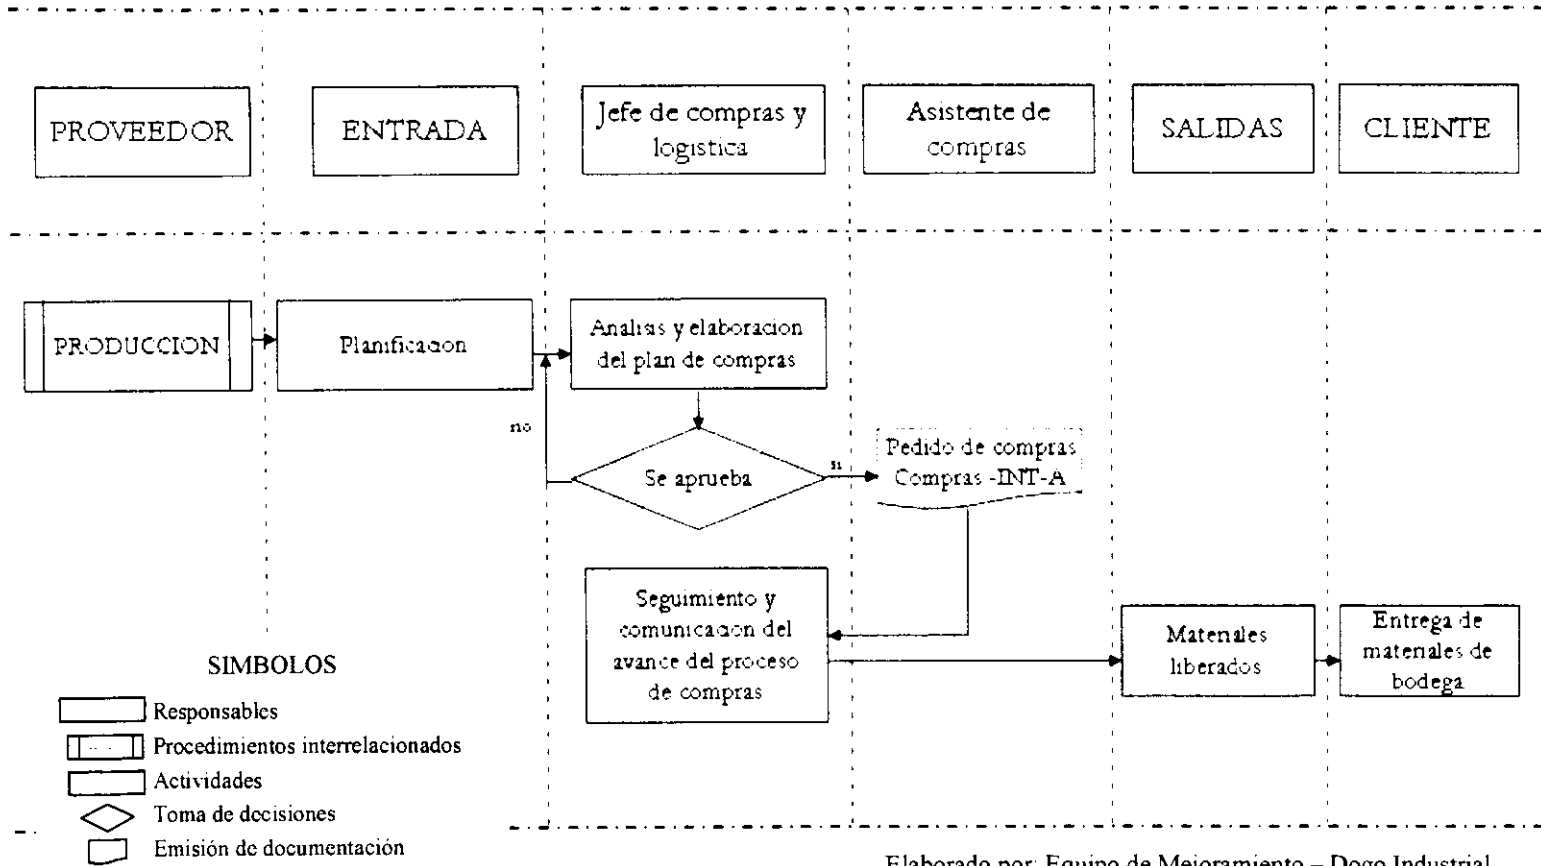 PROVEEDOR
ENTRADA
Jefe de compras y
logistica
Asistente de
compras
SALIDAS
CLIENTE
PRODUCCION
Planificacion
Analisis y elaboracion
del plan de compras
no
Se aprueba
si
Pedido de compras
Compras -INT-A
Seguimiento y
comunicacion del
avance del proceso
de compras
Materiales
liberados
Entrega de
materiales de
bodega
SIMBOLOS
Responsables
Procedimientos interrelacionados
Actividades
Toma de decisiones
Emisión de documentación
Elaborado por: Equipo de Mejoramiento – Dogo Industrial